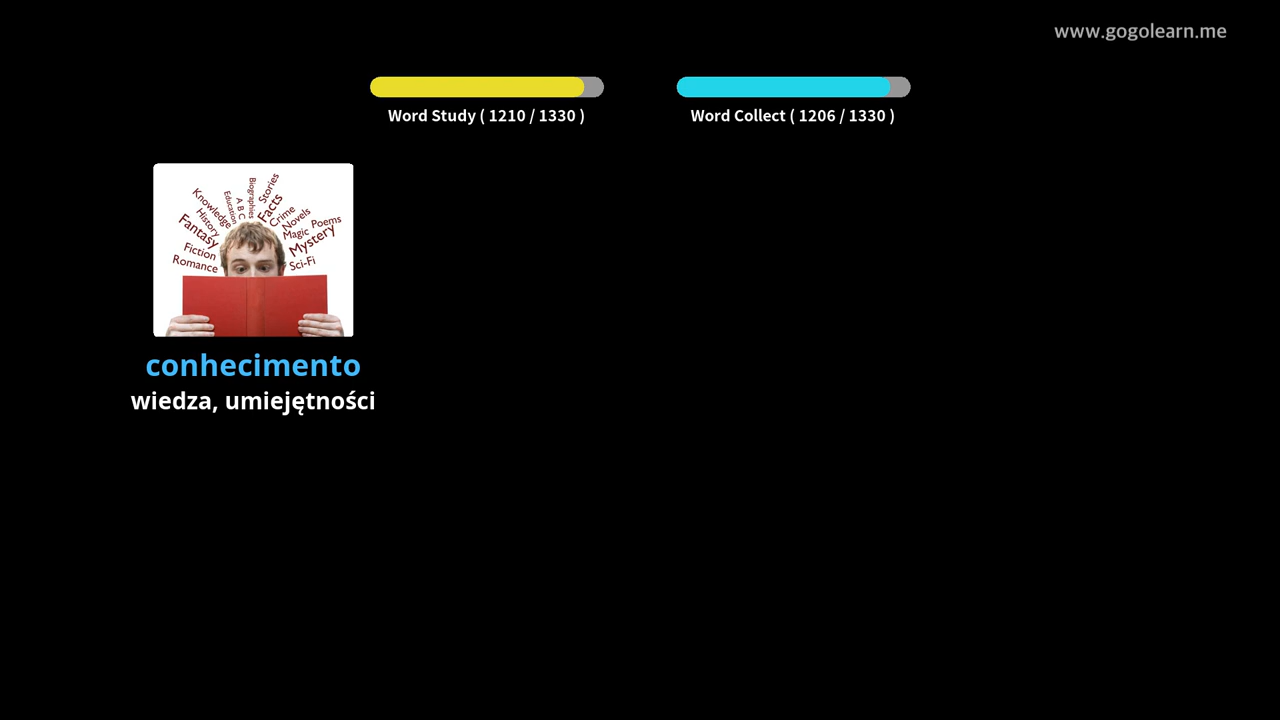 www.gogolearn.me
Word Study ( 1210 / 1330 )
Word Collect ( 1206 / 1330 )
Knowledge
History
Fantasy
Fiction
Romance
Education
A B C
Biographies
Stories
Facts
Crime
Novels
Magic
Poems
Mystery
Sci-Fi
conhecimento
wiedza, umiejętności